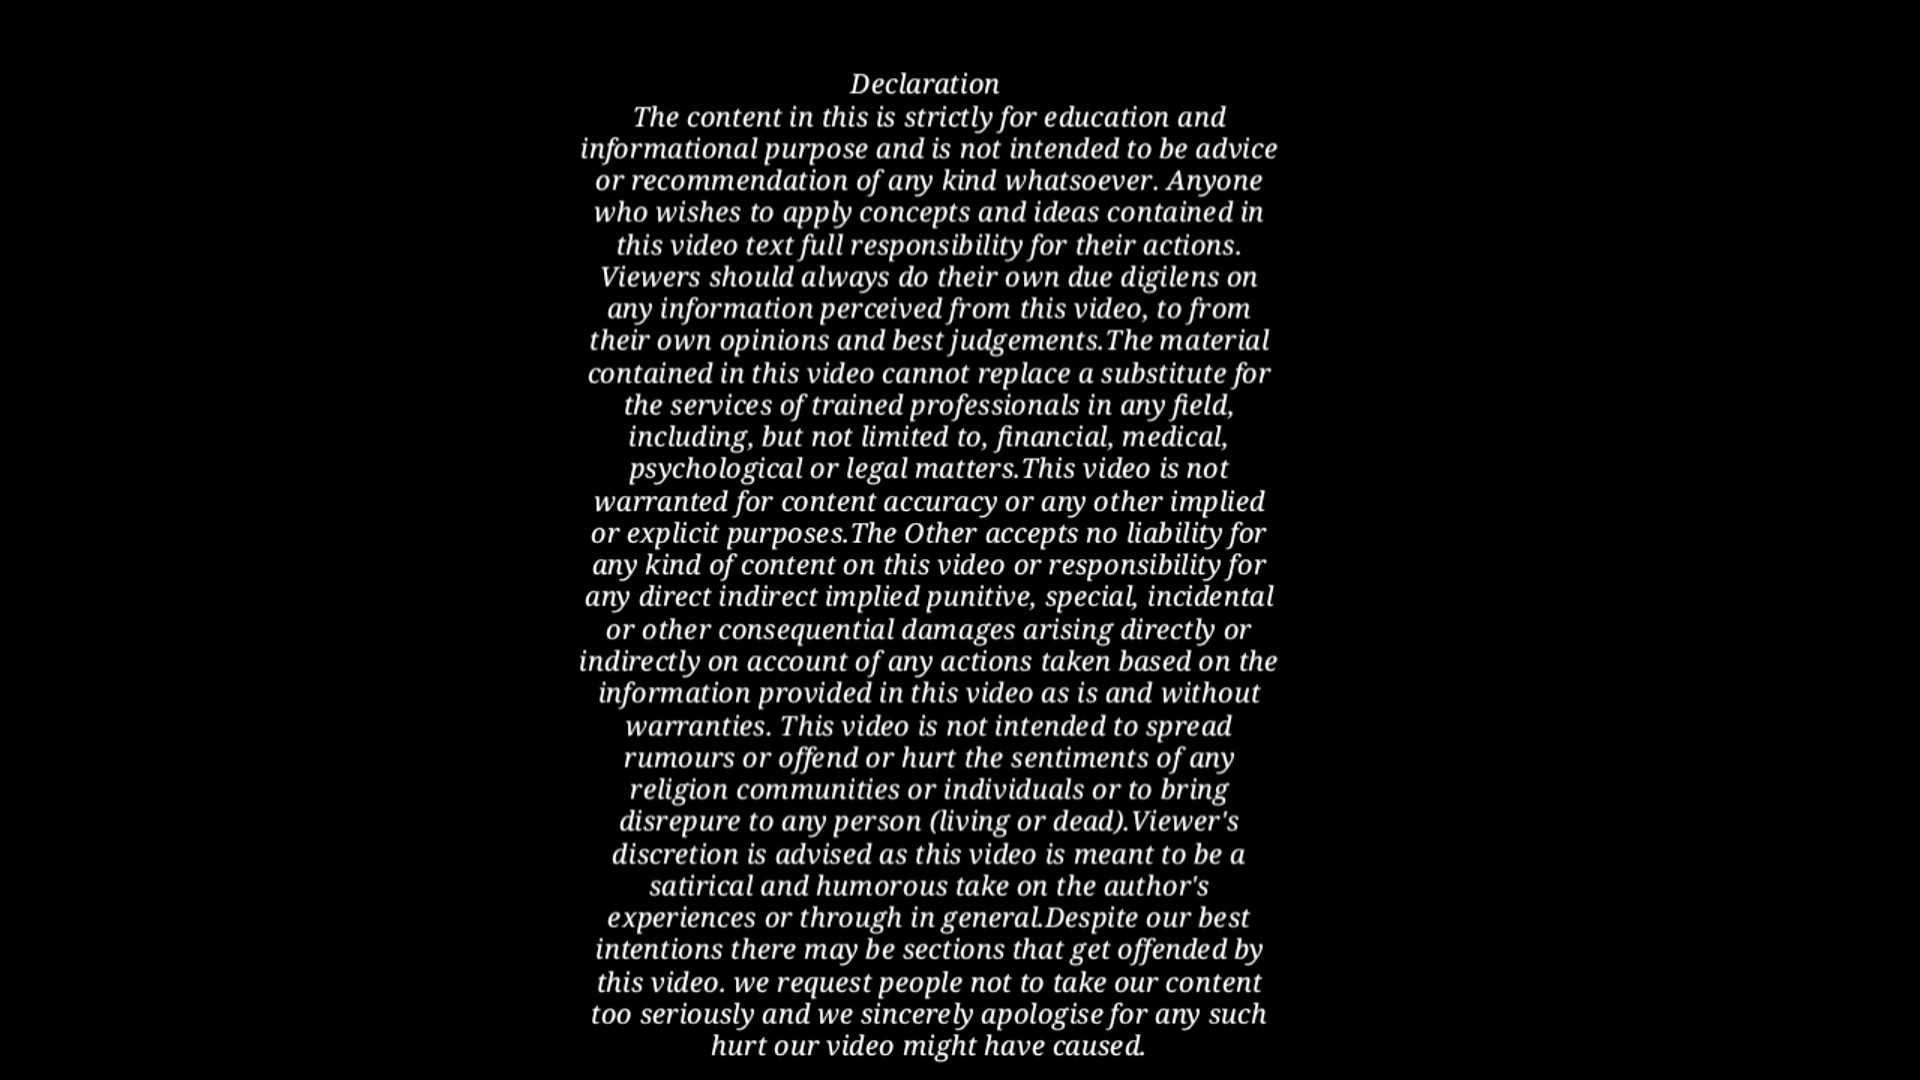 Declaration
The content in this is strictly for education and
informational purpose and is not intended to be advice
or recommendation of any kind whatsoever. Anyone
who wishes to apply concepts and ideas contained in
this video text full responsibility for their actions.
Viewers should always do their own due digilens on
any information perceived from this video, to from
their own opinions and best judgements.The material
contained in this video cannot replace a substitute for
the services of trained professionals in any field,
including, but not limited to, financial, medical,
psychological or legal matters.This video is not
warranted for content accuracy or any other implied
or explicit purposes.The Other accepts no liability for
any kind of content on this video or responsibility for
any direct indirect implied punitive, special, incidental
or other consequential damages arising directly or
indirectly on account of any actions taken based on the
information provided in this video as is and without
warranties. This video is not intended to spread
rumours or offend or hurt the sentiments of any
religion communities or individuals or to bring
disrepure to any person (living or dead).Viewer's
discretion is advised as this video is meant to be a
satirical and humorous take on the author's
experiences or through in general.Despite our best
intentions there may be sections that get offended by
this video. we request people not to take our content
too seriously and we sincerely apologise for any such
hurt our video might have caused.